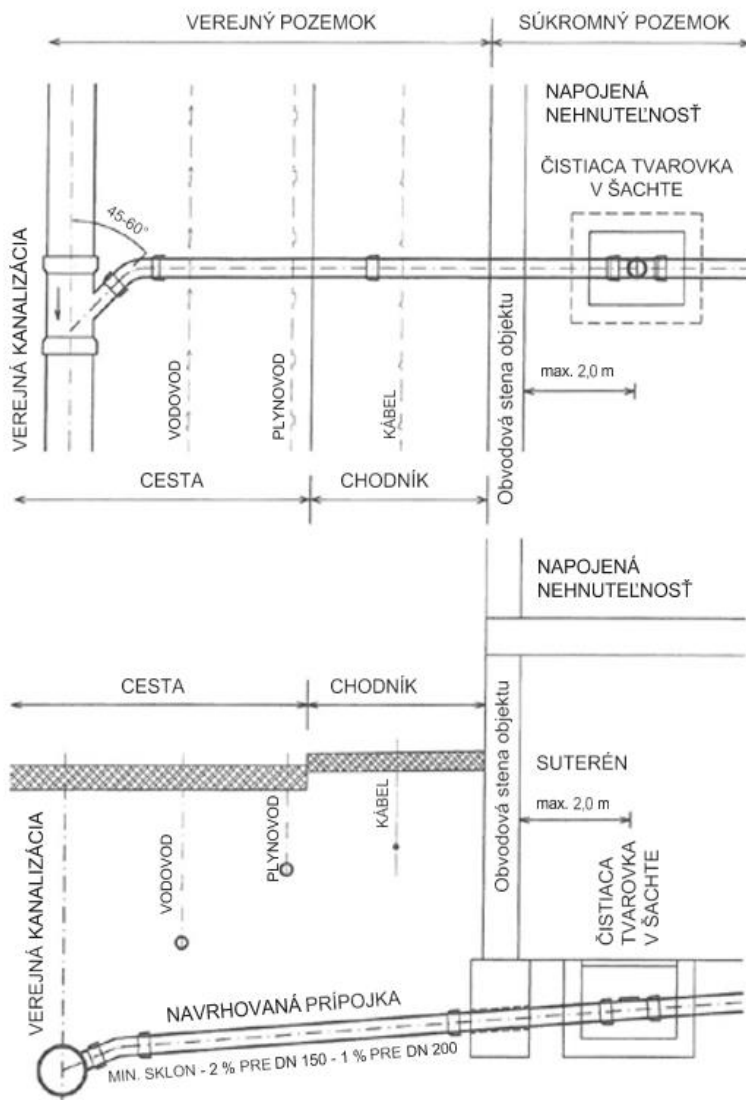 VEREJNÝ POZEMOK
SÚKROMNÝ POZEMOK
NAPOJENÁ
NEHNUTEĽNOSŤ
ČISTIACA TVAROVKA
V ŠACHTE
45-60°
VEREJNÁ KANALIZÁCIA
VODOVOD
PLYNOVOD
KÁBEL
Obvodová stena objektu
max. 2,0 m
CESTA
CHODNÍK
NAPOJENÁ
NEHNUTEĽNOSŤ
CESTA
CHODNÍK
Obvodová stena objektu
SUTERÉN
max. 2,0 m
VEREJNÁ KANALIZÁCIA
VODOVOD
PLYNOVOD
KÁBEL
ČISTIACA
TVAROVKA
V ŠACHTE
NAVRHOVANÁ PRÍPOJKA
MIN. SKLON - 2 % PRE DN 150 - 1 % PRE DN 200